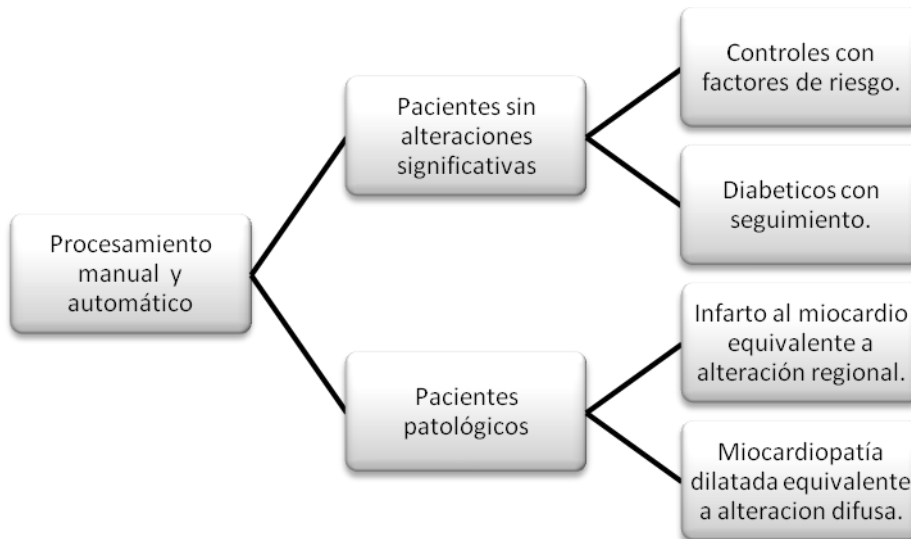 Procesamiento
manual y
automático
Pacientes sin
alteraciones
significativas
Controles con
factores de riesgo.
Diabeticos con
seguimiento.
Pacientes
patológicos
Infarto al miocardio
equivalente a
alteración regional.
Miocardiopatía
dilatada equivalente
a alteracion difusa.